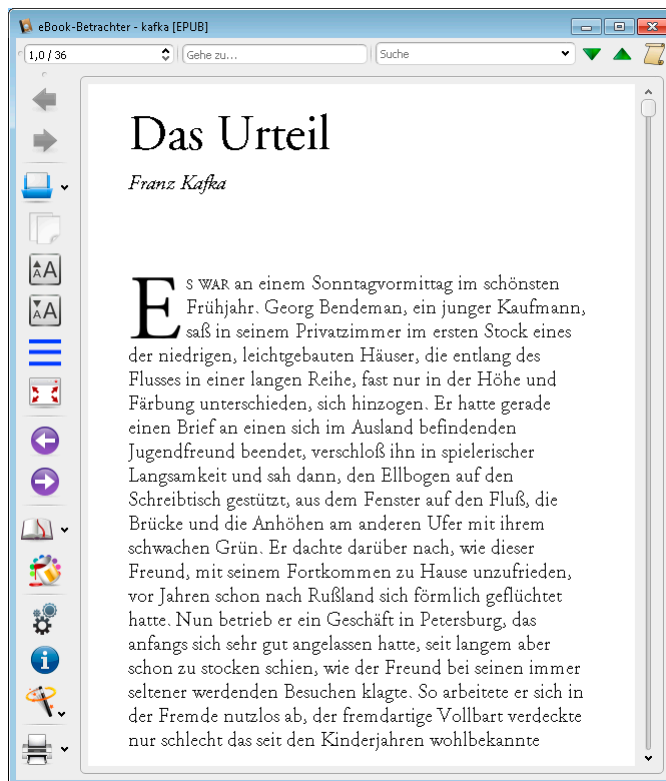 eBook-Betrachter - kafka [EPUB]
1,0 / 36
Gehe zu...
Suche
Das Urteil
Franz Kafka
ES WAR an einem Sonntagvormittag im schönsten
Frühjahr. Georg Bendeman, ein junger Kaufmann,
saß in seinem Privatzimmer im ersten Stock eines
der niedrigen, leichtgebauten Häuser, die entlang des
Flusses in einer langen Reihe, fast nur in der Höhe und
Färbung unterschieden, sich hinzogen. Er hatte gerade
einen Brief an einen sich im Ausland befindenden
Jugendfreund beendet, verschloß ihn in spielerischer
Langsamkeit und sah dann, den Ellbogen auf den
Schreibtisch gestützt, aus dem Fenster auf den Fluß, die
Brücke und die Anhöhen am anderen Ufer mit ihrem
schwachen Grün. Er dachte darüber nach, wie dieser
Freund, mit seinem Fortkommen zu Hause unzufrieden,
vor Jahren schon nach Rußland sich förmlich geflüchtet
hatte. Nun betrieb er ein Geschäft in Petersburg, das
anfangs sich sehr gut angelassen hatte, seit langem aber
schon zu stocken schien, wie der Freund bei seinen immer
seltener werdenden Besuchen klagte. So arbeitete er sich in
der Fremde nutzlos ab, der fremdartige Vollbart verdeckte
nur schlecht das seit den Kinderjahren wohlbekannte